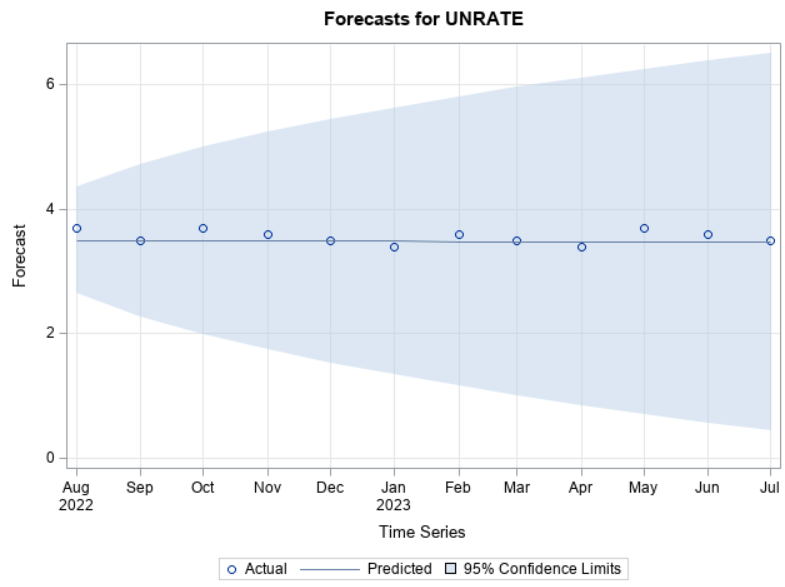 Forecasts for UNRATE
Forecast
6
4
2
0
Aug Sep Oct Nov Dec Jan Feb Mar Apr May Jun Jul
2022 2023
Time Series
Actual Predicted 95% Confidence Limits